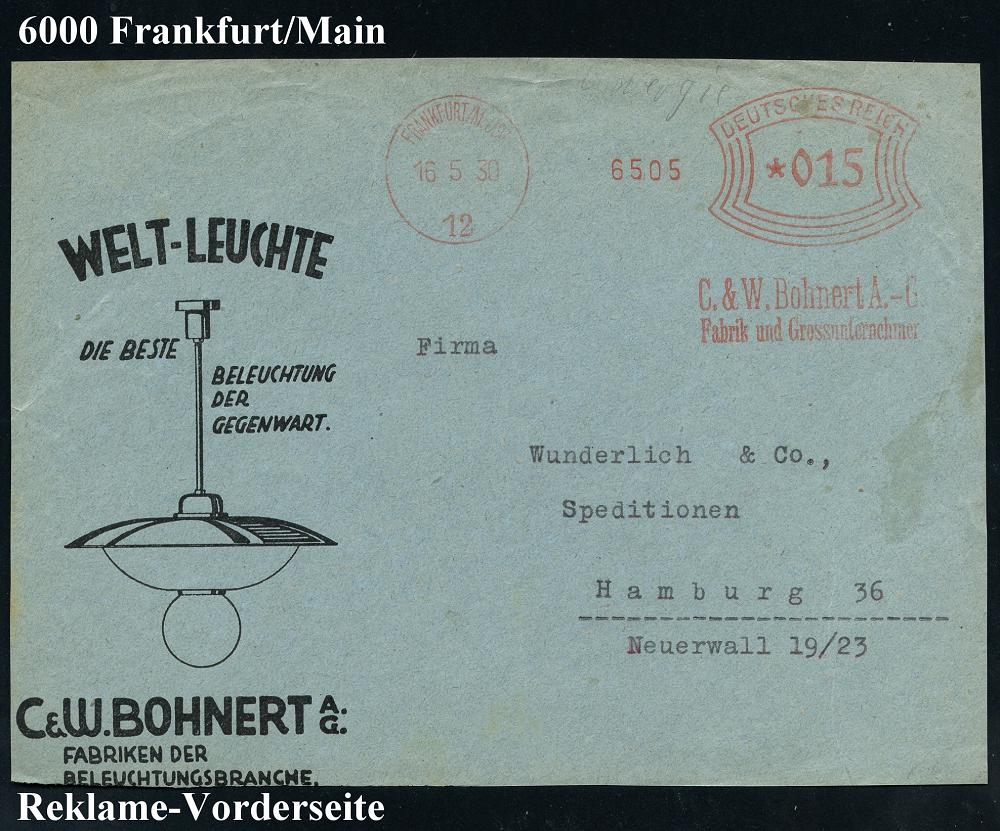 6000 Frankfurt/Main
FRANKFURT/M
16 5 30
12
6505
DEUTSCHES REICH
*015
C. & W. Bohnert A.-G.
Fabrik und Grossunternehmer
WELT-LEUCHTE
DIE BESTE
BELEUCHTUNG
DER
GEGENWART.
Firma
Wunderlich & Co.,
Speditionen
Hamburg 36
Neuerwall 19/23
C&W.BOHNERT A.G.
FABRIKEN DER
BELEUCHTUNGSBRANCHE.
Reklame-Vorderseite